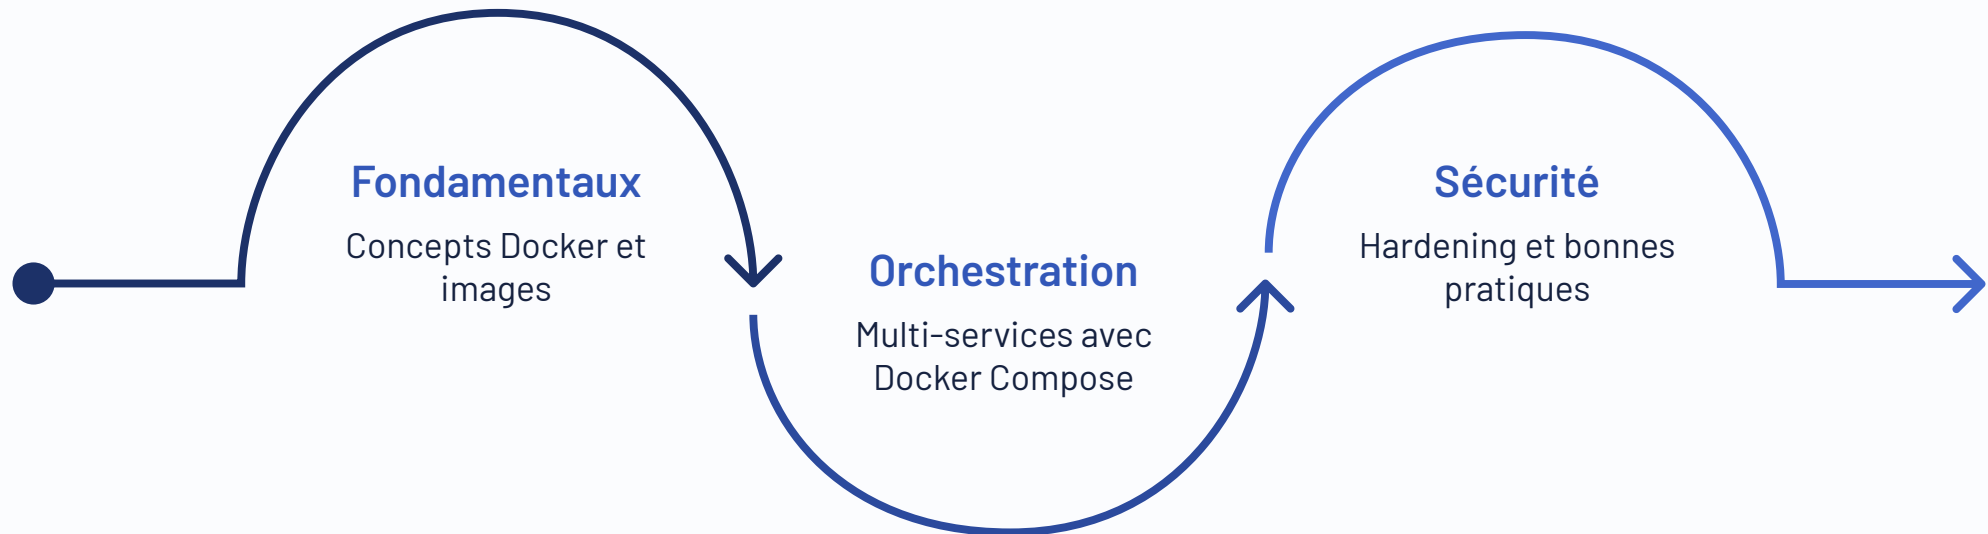 Fondamentaux
Concepts Docker et
images
Orchestration
Multi-services avec
Docker Compose
Sécurité
Hardening et bonnes
pratiques